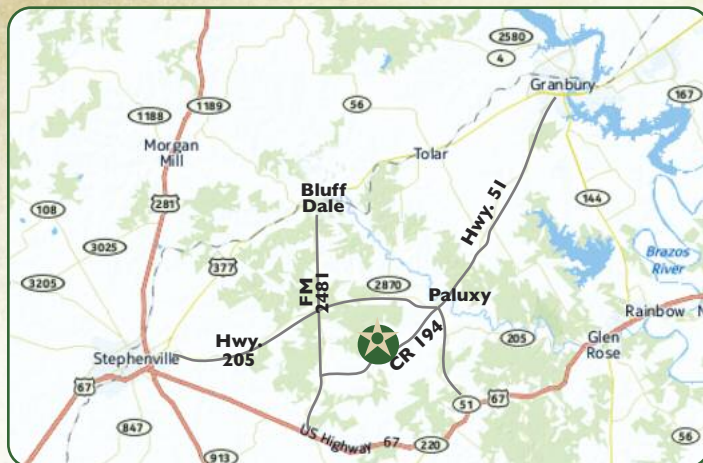 2580
4
Granbury
167
1189
56
1188
Morgan
Mill
Tolar
Bluff
Dale
281
108
144
Hwy. 51
3025
377
Brazos
River
3205
FM
2481
2870
Paluxy
Rainbow
N
Hwy.
205
CR 194
205
Glen
Rose
Stephenville
67
51
67
847
US Highway 67
220
913
56